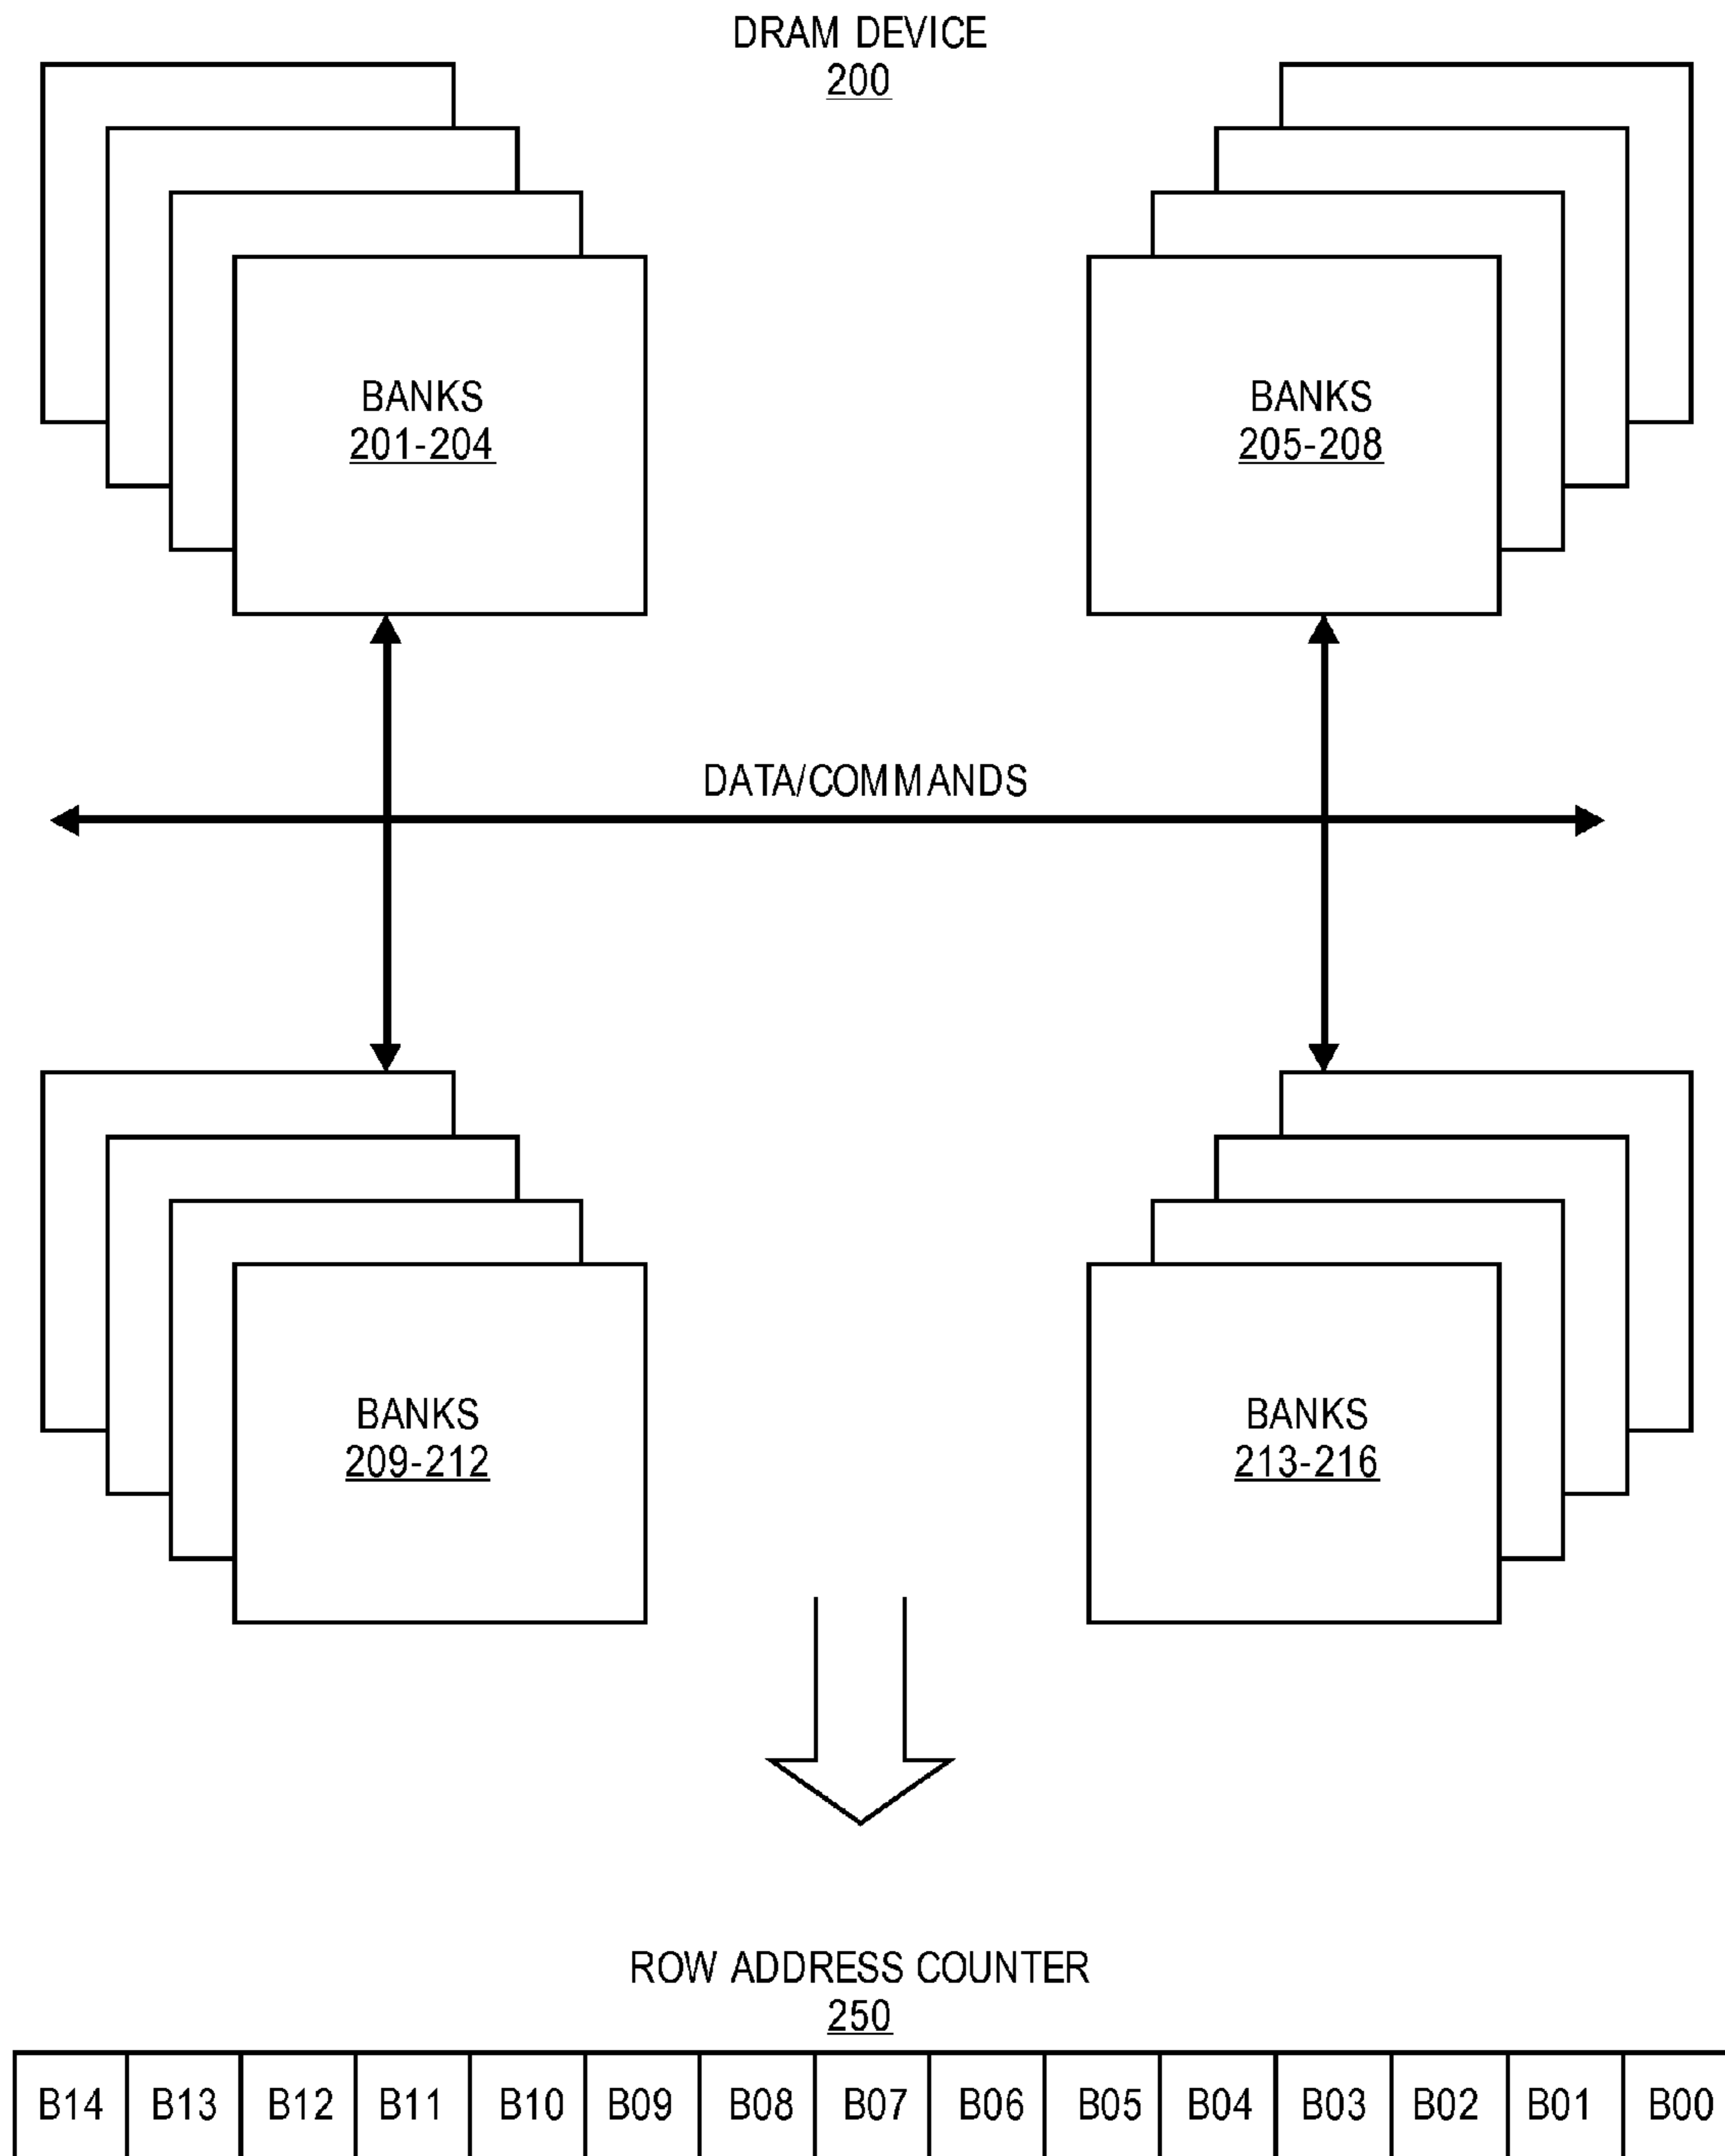 DRAM DEVICE
200
BANKS
201-204
BANKS
205-208
DATA/COMMANDS
BANKS
209-212
BANKS
213-216
ROW ADDRESS COUNTER
250
B14 B13 B12 B11 B10 B09 B08 B07 B06 B05 B04 B03 B02 B01 B00